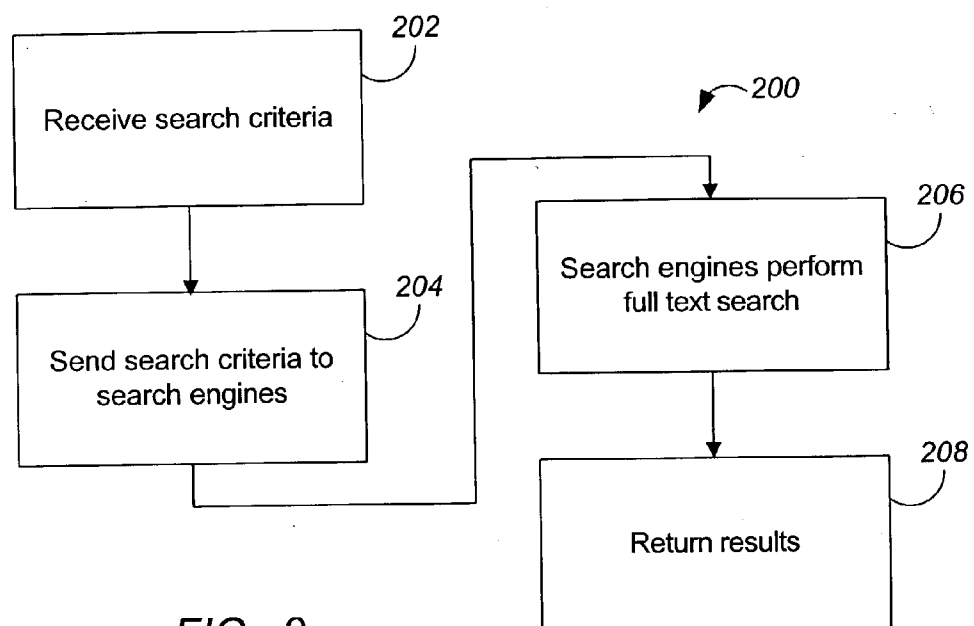 202
Receive search criteria
204
Send search criteria to
search engines
200
206
Search engines perform
full text search
208
Return results
FIG.